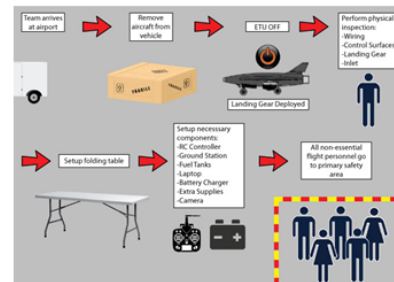 Team arrives
at airport
Remove
aircraft from
vehicle
ETU OFF
Perform physical
inspection:
-Wiring
-Control Surfaces
-Landing Gear
-Inlet
FRAGILE
Landing Gear Deployed
Setup folding table
Setup necesssary
components:
-RC Controller
-Ground Station
-Fuel Tanks
-Laptop
-Battery Charger
-Extra Supplies
-Camera
All non-essential
flight personnel go
to primary safety
area